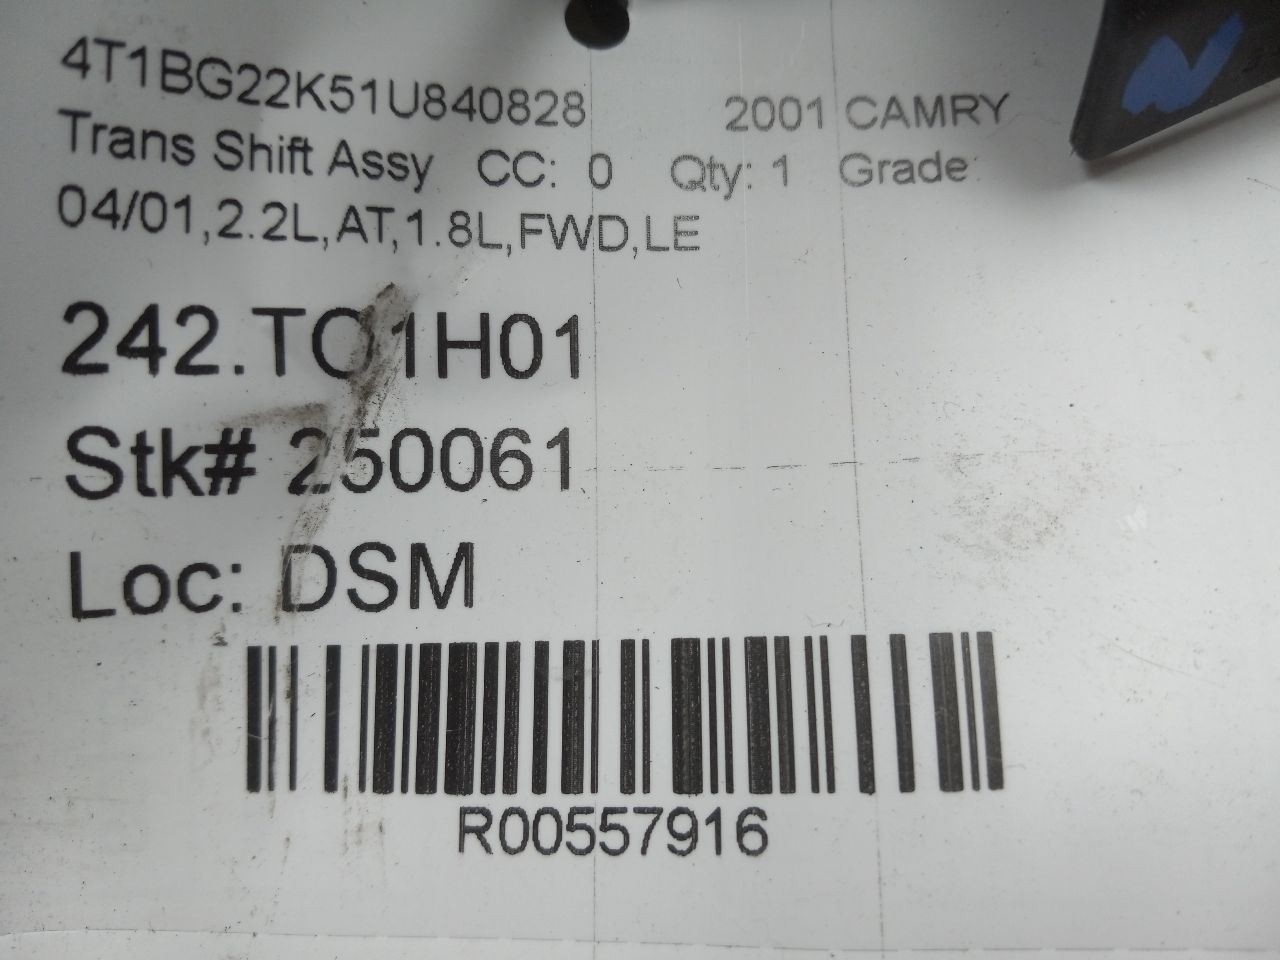 4T1BG22K51U840828 2001 CAMRY
Trans Shift Assy CC: 0 Qty: 1 Grade:
04/01,2.2L,AT,1.8L,FWD,LE
242.TO1H01
Stk# 250061
Loc: DSM
R00557916